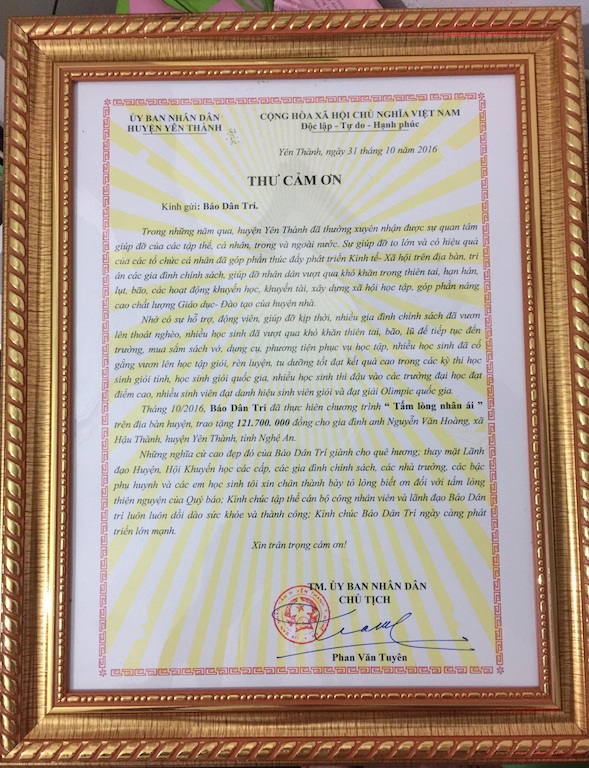 ỦY BAN NHÂN DÂN
HUYỆN YÊN THÀNH
CỘNG HÒA XÃ HỘI CHỦ NGHĨA VIỆT NAM
Độc lập - Tự do - Hạnh phúc
Yên Thành, ngày 31 tháng 10 năm 2016
THƯ CẢM ƠN
Kính gửi: Báo Dân Trí.
Trong những năm qua, huyện Yên Thành đã thường xuyên nhận được sự quan tâm
giúp đỡ của các tập thể, cá nhân, trong và ngoài nước. Sự giúp đỡ to lớn và có hiệu quả
của các tổ chức cá nhân đã góp phần thúc đẩy phát triển Kinh tế- Xã hội trên địa bàn, tri
ân các gia đình chính sách, giúp đỡ nhân dân vượt qua khó khăn trong thiên tai, hạn hán,
lụt, bão, các hoạt động khuyến học, khuyến tài, xây dựng xã hội học tập, góp phần nâng
cao chất lượng Giáo dục- Đào tạo của huyện nhà.
Nhờ có sự hỗ trợ, động viên, giúp đỡ kịp thời, nhiều gia đình chính sách đã vươn
lên thoát nghèo, nhiều học sinh đã vượt qua khó khăn thiên tai, bão, lũ để tiếp tục đến
trường, mua sắm sách vở, dụng cụ, phương tiện phục vụ học tập, nhiều học sinh đã cố
gắng vươn lên học tập giỏi, rèn luyện, tu dưỡng tốt đạt kết quả cao trong các kỳ thi học
sinh giỏi tỉnh, học sinh giỏi quốc gia, nhiều học sinh thi đậu vào các trường đại học đạt
điểm cao, nhiều sinh viên đạt danh hiệu sinh viên giỏi và đạt giải Olimpic quốc gia.
Tháng 10/2016, Báo Dân Trí đã thực hiện chương trình “ Tấm lòng nhân ái ”
trên địa bàn huyện, trao tặng 121.700. 000 đồng cho gia đình anh Nguyễn Văn Hoàng, xã
Hậu Thành, huyện Yên Thành, tỉnh Nghệ An.
Những nghĩa cử cao đẹp đó của Báo Dân Trí giành cho quê hương; thay mặt Lãnh
đạo Huyện, Hội Khuyến học các cấp, các gia đình chính sách, các nhà trường, các bậc
phụ huynh và các em học sinh tôi xin chân thành bày tỏ lòng biết ơn đối với tấm lòng
thiện nguyện của Quý báo; Kính chúc tập thể cán bộ công nhân viên và lãnh đạo Báo Dân
trí luôn luôn dồi dào sức khỏe và thành công; Kính chúc Báo Dân Trí ngày càng phát
triển lớn mạnh.
Xin trân trọng cảm ơn!
TM. ỦY BAN NHÂN DÂN
CHỦ TỊCH
Phan Văn Tuyên